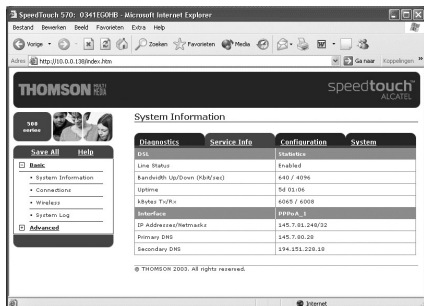 SpeedTouch 570: 0341EG0HB - Microsoft Internet Explorer
Bestand Bewerken Beeld Favorieten Extra Help
Vorige Zoeken Favorieten Media
Adres http://10.0.0.138/index.htm Ga naar Koppelingen »
THOMSON MULTI MEDIA
speedtouch™
ALCATEL
500
series
Save All Help
Basic
System Information
Connections
Wireless
System Log
Advanced
System Information
Diagnostics Service Info Configuration System
DSL Statistics
Line Status Enabled
Bandwidth Up/Down (Kbit/sec) 640 / 4096
Uptime 5d 01:06
kBytes Tx/Rx 6065 / 6008
Interface PPPoA_1
IP Addresses/Netmasks 145.7.81.248/32
Primary DNS 145.7.80.28
Secondary DNS 194.151.228.18
© THOMSON 2003. All rights reserved.
Internet